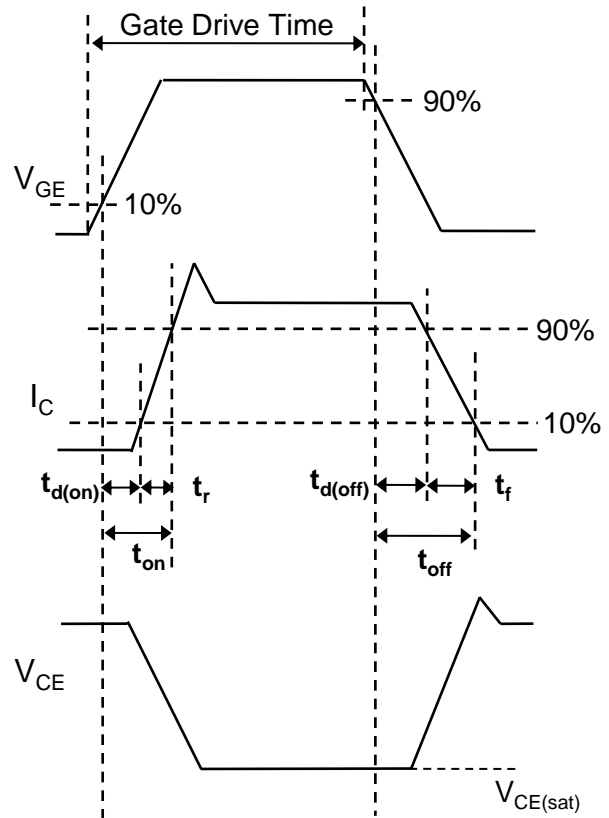 Gate Drive Time
90%
V_GE
10%
90%
I_C
10%
t_d(on)
t_r
t_d(off)
t_f
t_on
t_off
V_CE
V_CE(sat)